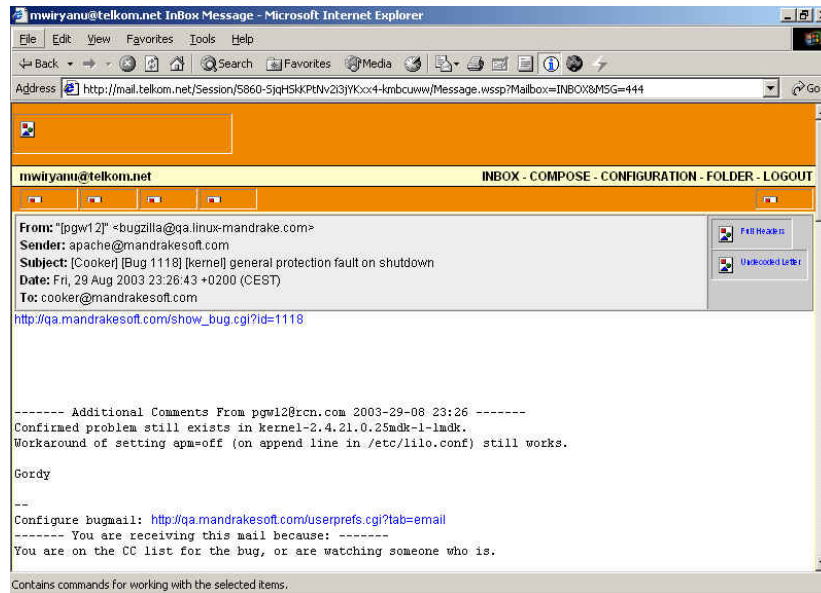 mwiryanu@telkom.net InBox Message - Microsoft Internet Explorer
File Edit View Favorites Tools Help
Back Search Favorites Media
Address http://mail.telkom.net/Session/5860-SjqHSkKPtNv2i3jYKxx4-kmbcuww/Message.wssp?Mailbox=INBOX&MSG=444 Go
mwiryanu@telkom.net INBOX - COMPOSE - CONFIGURATION - FOLDER - LOGOUT
From: "[pgw12]" <bugzilla@qa.linux-mandrake.com>
Sender: apache@mandrakesoft.com
Subject: [Cooker] [Bug 1118] [kernel] general protection fault on shutdown
Date: Fri, 29 Aug 2003 23:26:43 +0200 (CEST)
To: cooker@mandrakesoft.com
Full Headers
Undecoded Letter
http://qa.mandrakesoft.com/show_bug.cgi?id=1118
------- Additional Comments From pgw12@rcn.com 2003-29-08 23:26 -------
Confirmed problem still exists in kernel-2.4.21.0.25mdk-1-1mdk.
Workaround of setting apm=off (on append line in /etc/lilo.conf) still works.
Gordy
--
Configure bugmail: http://qa.mandrakesoft.com/userprefs.cgi?tab=email
------- You are receiving this mail because: -------
You are on the CC list for the bug, or are watching someone who is.
Contains commands for working with the selected items.